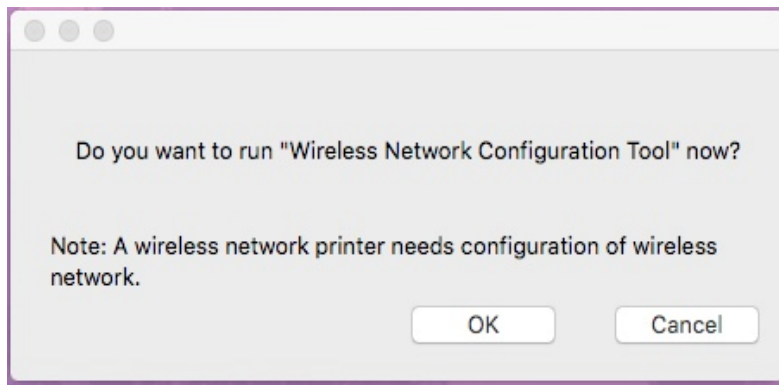 Do you want to run "Wireless Network Configuration Tool" now?
Note: A wireless network printer needs configuration of wireless
network.
OK Cancel